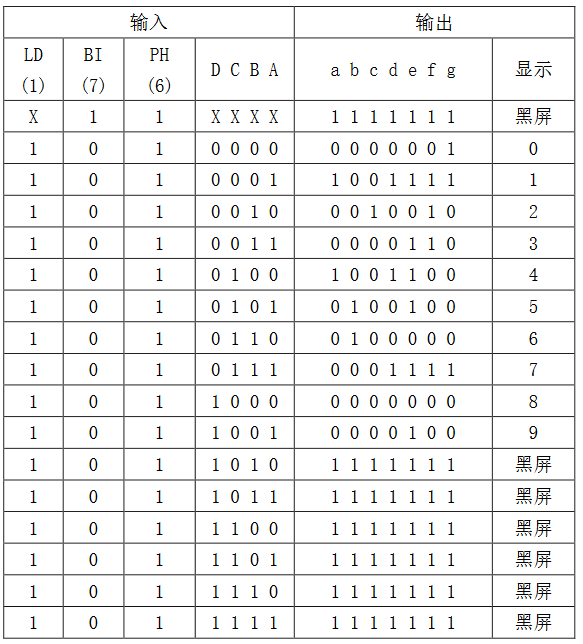 输入 输出
LD (1) BI (7) PH (6) D C B A a b c d e f g 显示
X 1 1 X X X X 1 1 1 1 1 1 1 黑屏
1 0 1 0 0 0 0 0 0 0 0 0 0 1 0
1 0 1 0 0 0 1 1 0 0 1 1 1 1 1
1 0 1 0 0 1 0 0 0 1 0 0 1 0 2
1 0 1 0 0 1 1 0 0 0 0 1 1 0 3
1 0 1 0 1 0 0 1 0 0 1 1 0 0 4
1 0 1 0 1 0 1 0 1 0 0 1 0 0 5
1 0 1 0 1 1 0 0 1 0 0 0 0 0 6
1 0 1 0 1 1 1 0 0 0 1 1 1 1 7
1 0 1 1 0 0 0 0 0 0 0 0 0 0 8
1 0 1 1 0 0 1 0 0 0 0 1 0 0 9
1 0 1 1 0 1 0 1 1 1 1 1 1 1 黑屏
1 0 1 1 0 1 1 1 1 1 1 1 1 1 黑屏
1 0 1 1 1 0 0 1 1 1 1 1 1 1 黑屏
1 0 1 1 1 0 1 1 1 1 1 1 1 1 黑屏
1 0 1 1 1 1 0 1 1 1 1 1 1 1 黑屏
1 0 1 1 1 1 1 1 1 1 1 1 1 1 黑屏